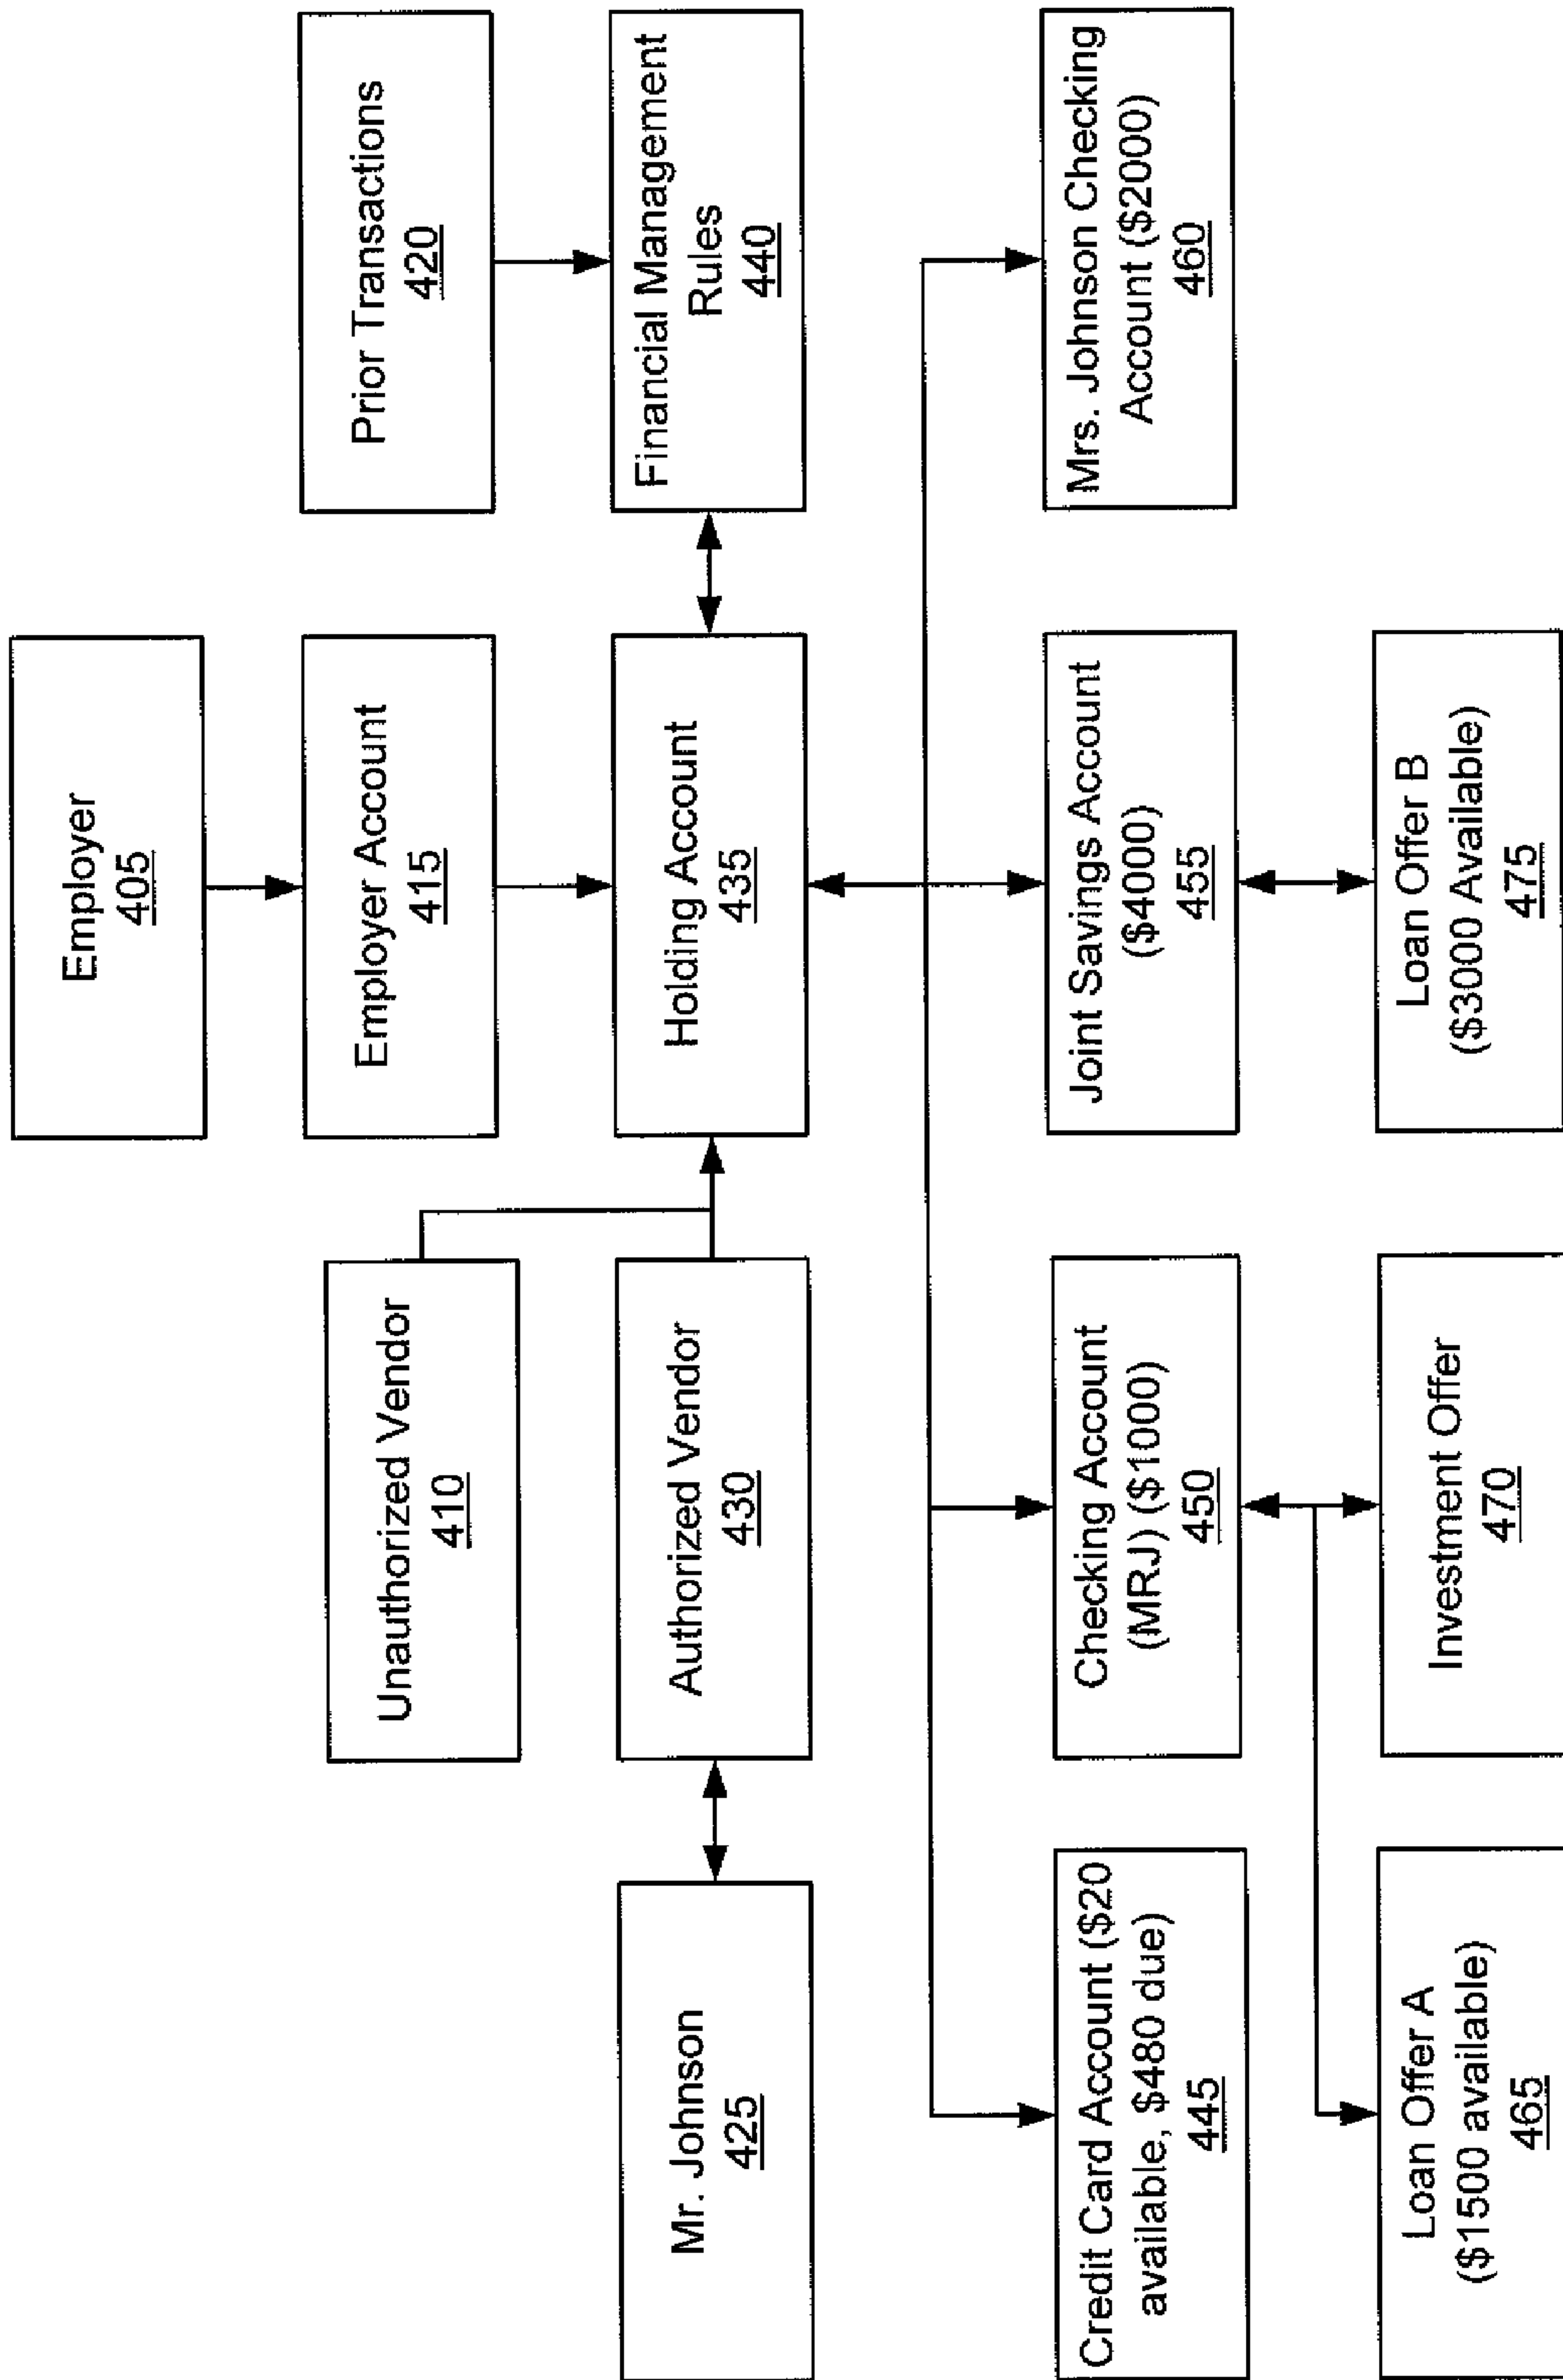 Employer
405
Unauthorized Vendor
410
Employer Account
415
Prior Transactions
420
Mr. Johnson
425
Authorized Vendor
430
Holding Account
435
Financial Management
Rules
440
Credit Card Account ($20
available, $480 due)
445
Checking Account
(MRJ) ($1000)
450
Joint Savings Account
($4000)
455
Mrs. Johnson Checking
Account ($2000)
460
Loan Offer A
($1500 available)
465
Investment Offer
470
Loan Offer B
($3000 Available)
475